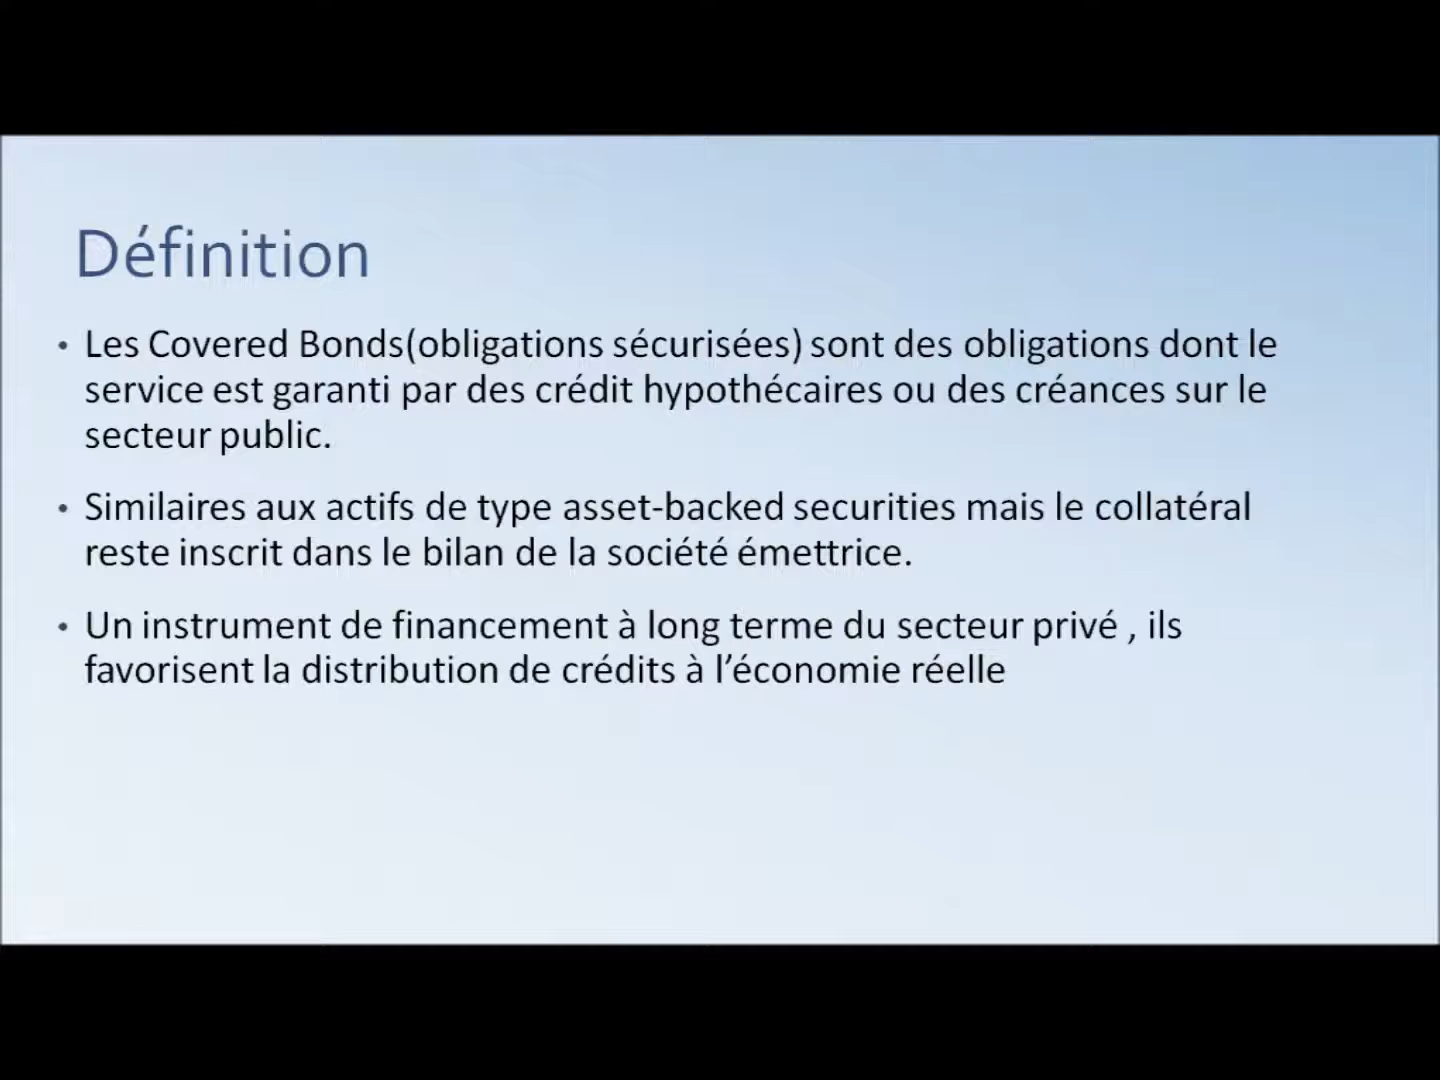 Définition
• Les Covered Bonds(obligations sécurisées) sont des obligations dont le
service est garanti par des crédit hypothécaires ou des créances sur le
secteur public.
• Similaires aux actifs de type asset-backed securities mais le collatéral
reste inscrit dans le bilan de la société émettrice.
• Un instrument de financement à long terme du secteur privé , ils
favorisent la distribution de crédits à l’économie réelle